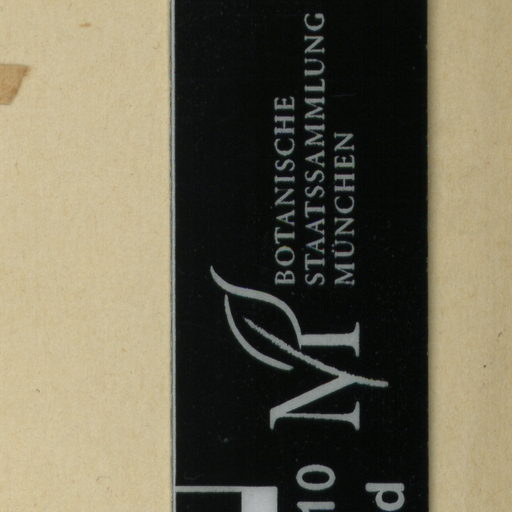 BOTANISCHE
STAATSSAMMLUNG
MÜNCHEN
M
10
d